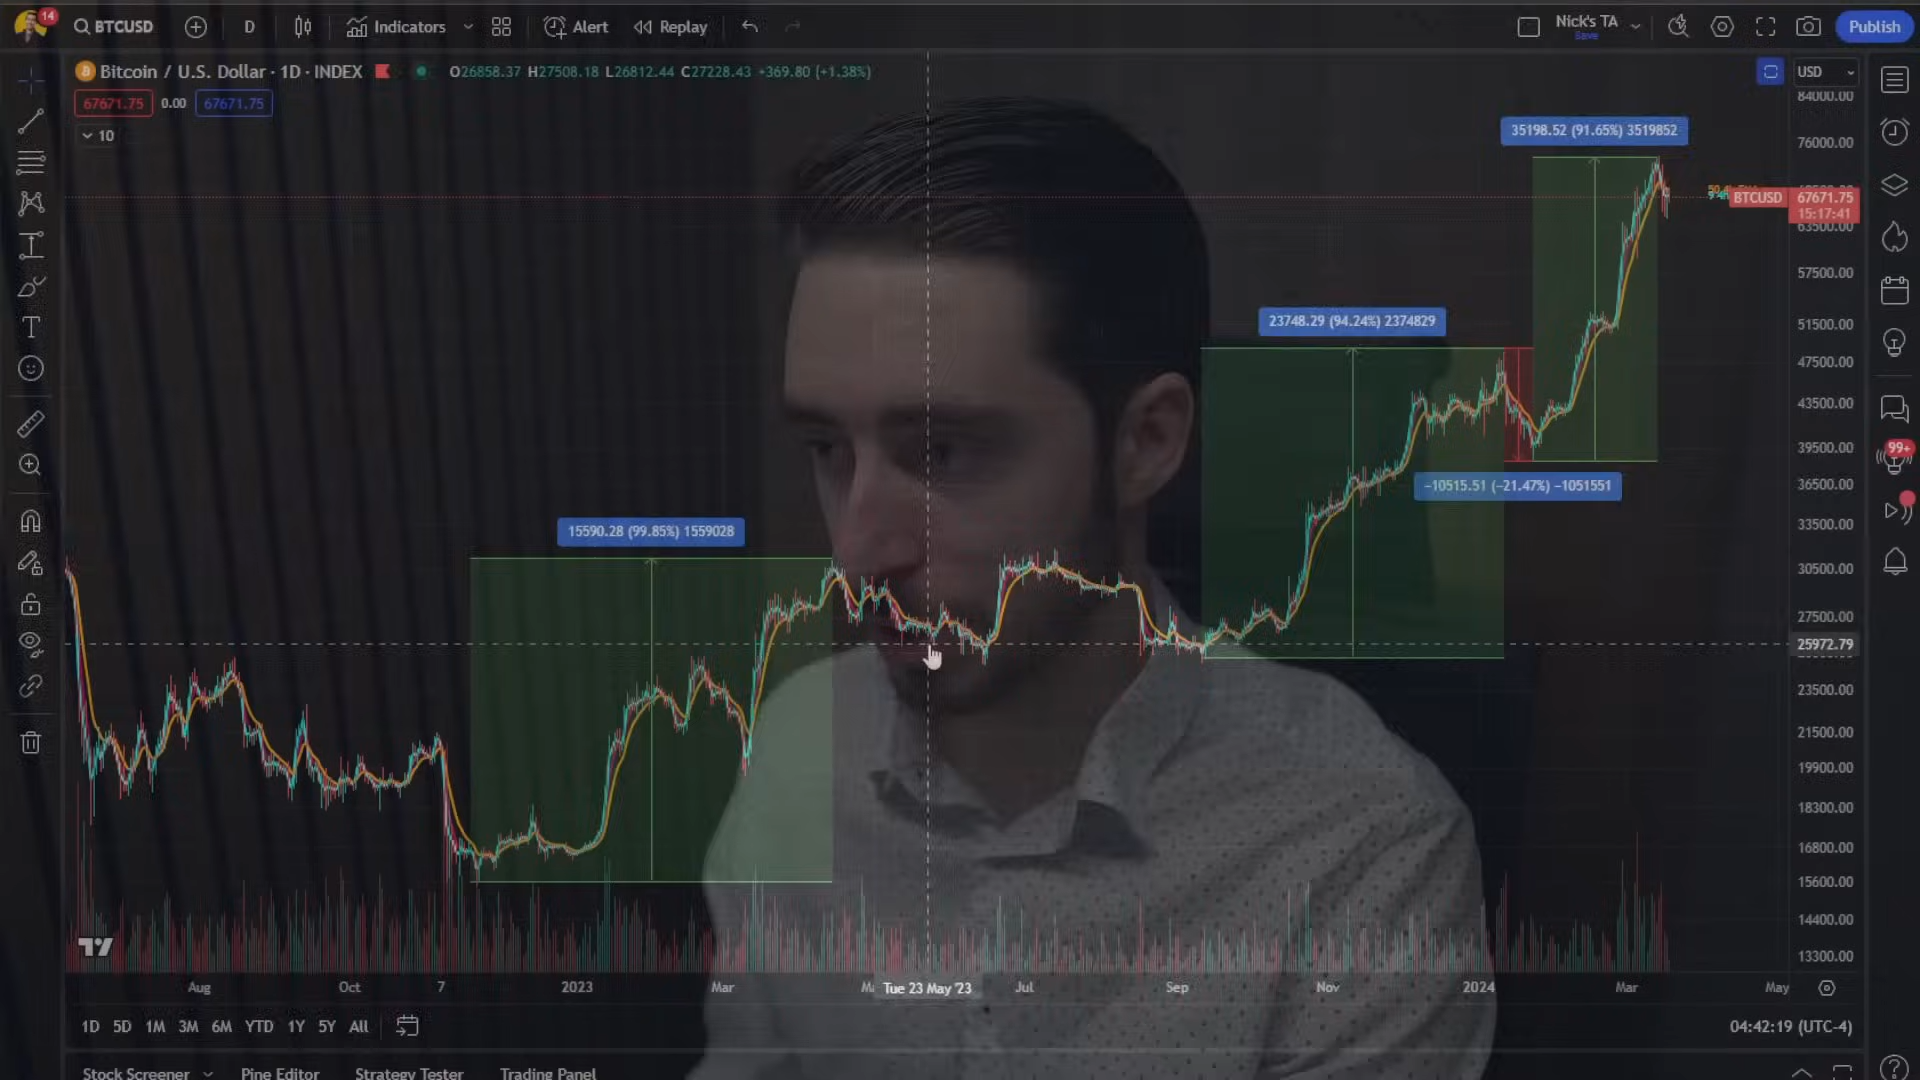 14 BTCUSD D Indicators Alert Replay Nick's TA Save Publish
Bitcoin / U.S. Dollar · 1D · INDEX O26858.37 H27508.18 L26812.44 C27228.43 +369.80 (+1.38%) USD
67671.75 0.00 67671.75
84000.00
10
35198.52 (91.65%) 3519852
76000.00
BTCUSD 67671.75
15:17:41
63500.00
57500.00
23748.29 (94.24%) 2374829
51500.00
47500.00
43500.00
39500.00
99+
−10515.51 (−21.47%) −1051551
36500.00
33500.00
15590.28 (99.85%) 1559028
30500.00
27500.00
25972.79
23500.00
21500.00
19900.00
18300.00
16800.00
15600.00
14400.00
13300.00
Aug Oct 7 2023 Mar Tue 23 May '23 Jul Sep Nov 2024 Mar May
1D 5D 1M 3M 6M YTD 1Y 5Y All 04:42:19 (UTC-4)
Stock Screener Pine Editor Strategy Tester Trading Panel